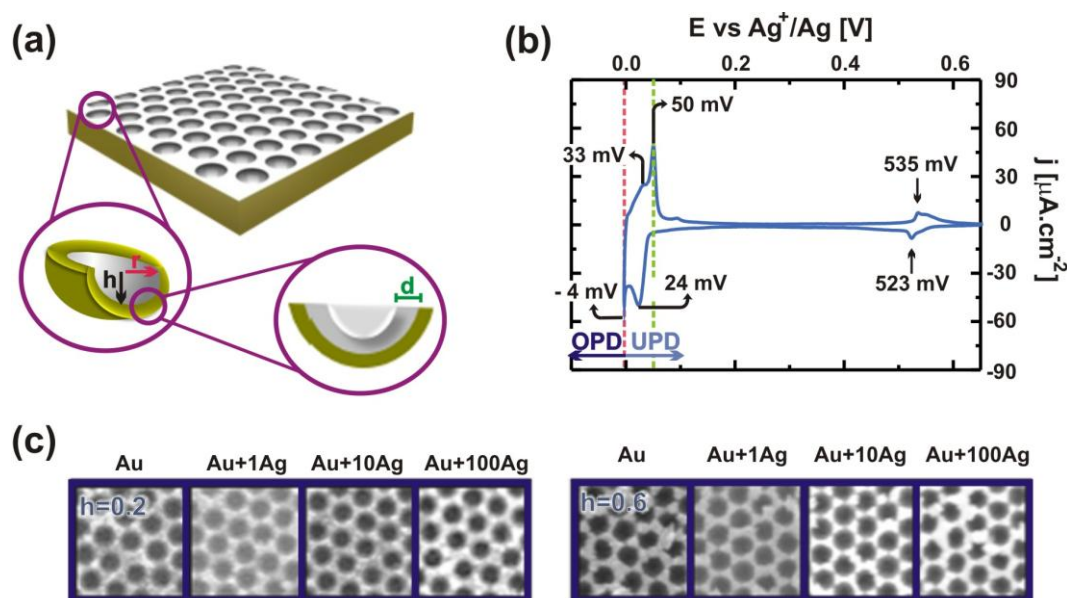 (a)
h
r
d
(b)
E vs Ag⁺/Ag [V]
0.0 0.2 0.4 0.6
90
60
30
0
-30
-60
-90
j [µA.cm⁻²]
50 mV
33 mV
535 mV
- 4 mV
24 mV
523 mV
OPD UPD
(c)
Au Au+1Ag Au+10Ag Au+100Ag
h=0.2
Au Au+1Ag Au+10Ag Au+100Ag
h=0.6